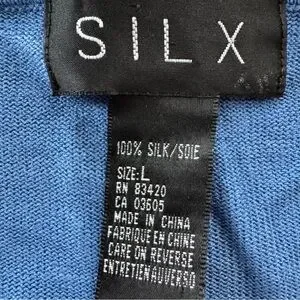 SILX
100% SILK/SOIE
SIZE: L
RN 83420
CA 03605
MADE IN CHINA
FABRIQUE EN CHINE
CARE ON REVERSE
ENTRETIEN AU VERSO